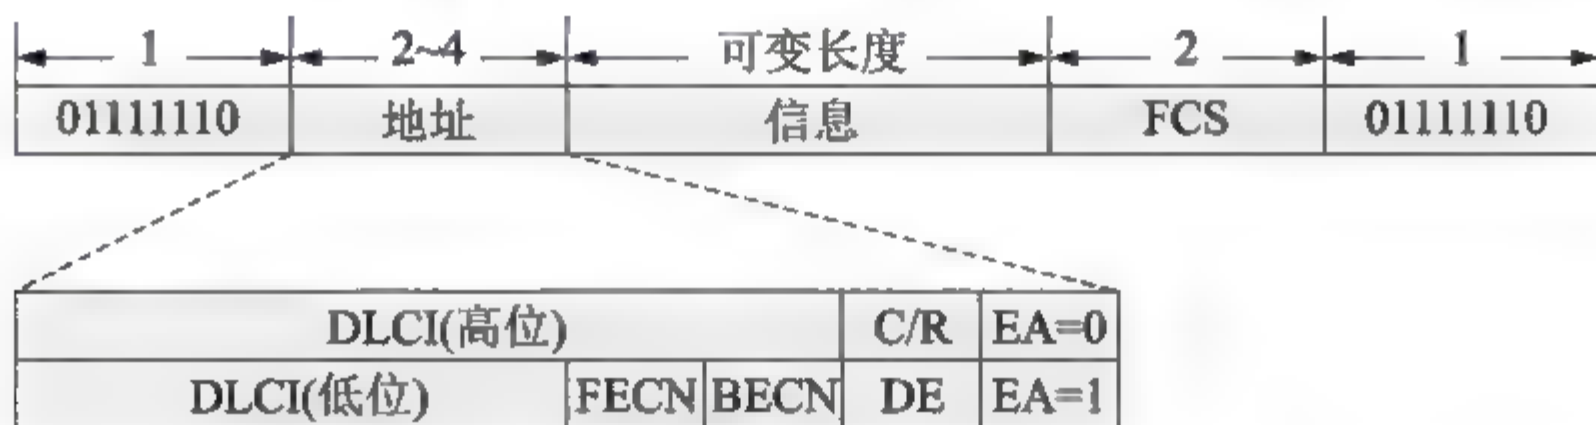 1 2~4 可变长度 2 1
01111110 地址 信息 FCS 01111110
DLCI(高位) C/R EA=0
DLCI(低位) FECN BECN DE EA=1